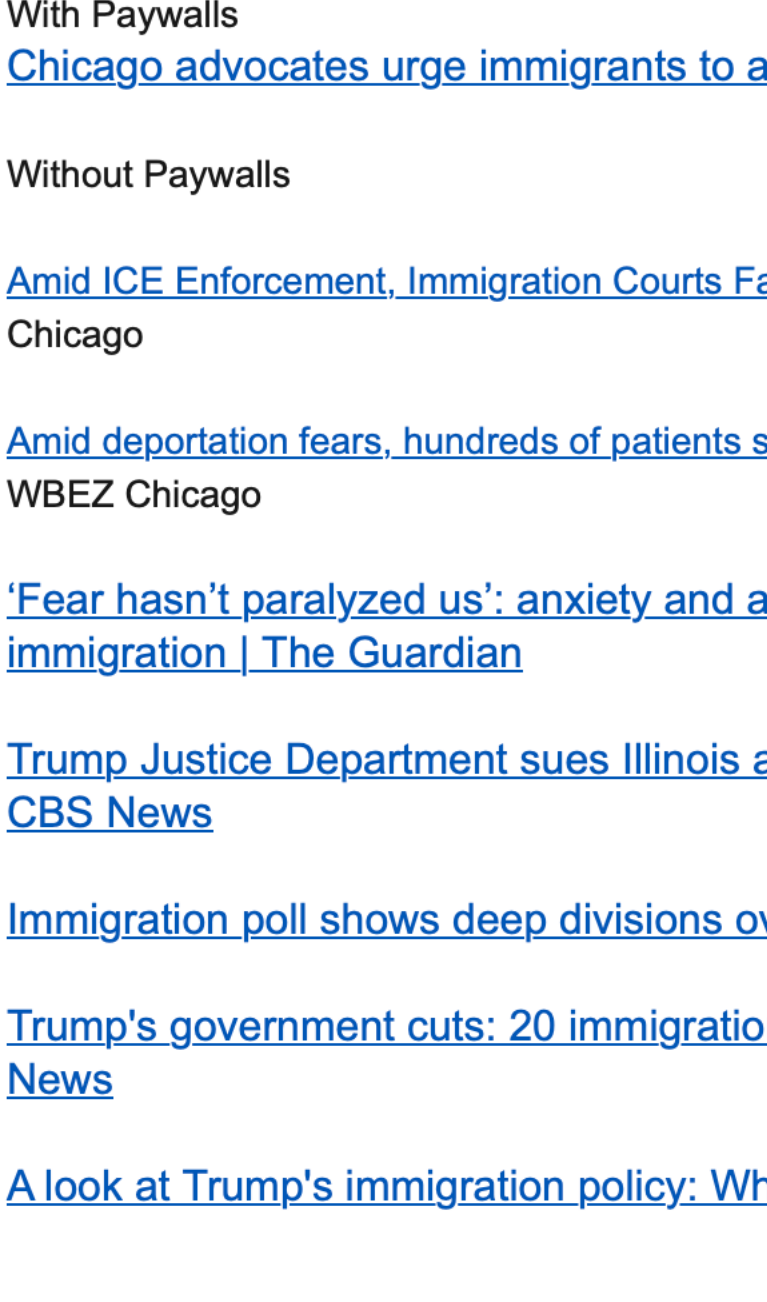 With Paywalls
Chicago advocates urge immigrants to a
Without Paywalls
Amid ICE Enforcement, Immigration Courts Fa
Chicago
Amid deportation fears, hundreds of patients s
WBEZ Chicago
‘Fear hasn’t paralyzed us’: anxiety and a
immigration | The Guardian
Trump Justice Department sues Illinois a
CBS News
Immigration poll shows deep divisions ov
Trump's government cuts: 20 immigratio
News
A look at Trump's immigration policy: Wh